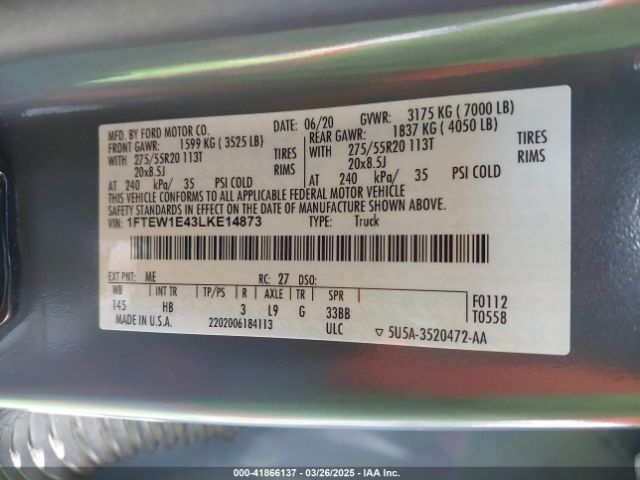 MFD. BY FORD MOTOR CO.
DATE: 06/20 GVWR: 3175 KG ( 7000 LB)
FRONT GAWR: 1599 KG ( 3525 LB)
REAR GAWR: 1837 KG ( 4050 LB)
WITH 275/55R20 113T TIRES
WITH 275/55R20 113T TIRES
20x8.5J RIMS
20x8.5J RIMS
AT 240 kPa/ 35 PSI COLD
AT 240 kPa/ 35 PSI COLD
THIS VEHICLE CONFORMS TO ALL APPLICABLE FEDERAL MOTOR VEHICLE
SAFETY STANDARDS IN EFFECT ON THE DATE OF MANUFACTURE SHOWN ABOVE.
VIN: 1FTEW1E43LKE14873 TYPE: Truck
EXT PNT: ME RC: 27 DSO:
WB INT TR TP/PS R AXLE TR SPR
145 HB 3 L9 G 33BB
F0112
T0558
MADE IN U.S.A. 2202006184113 ULC ▽ 5U5A-3520472-AA
000-41866137 - 03/26/2025 - IAA Inc.